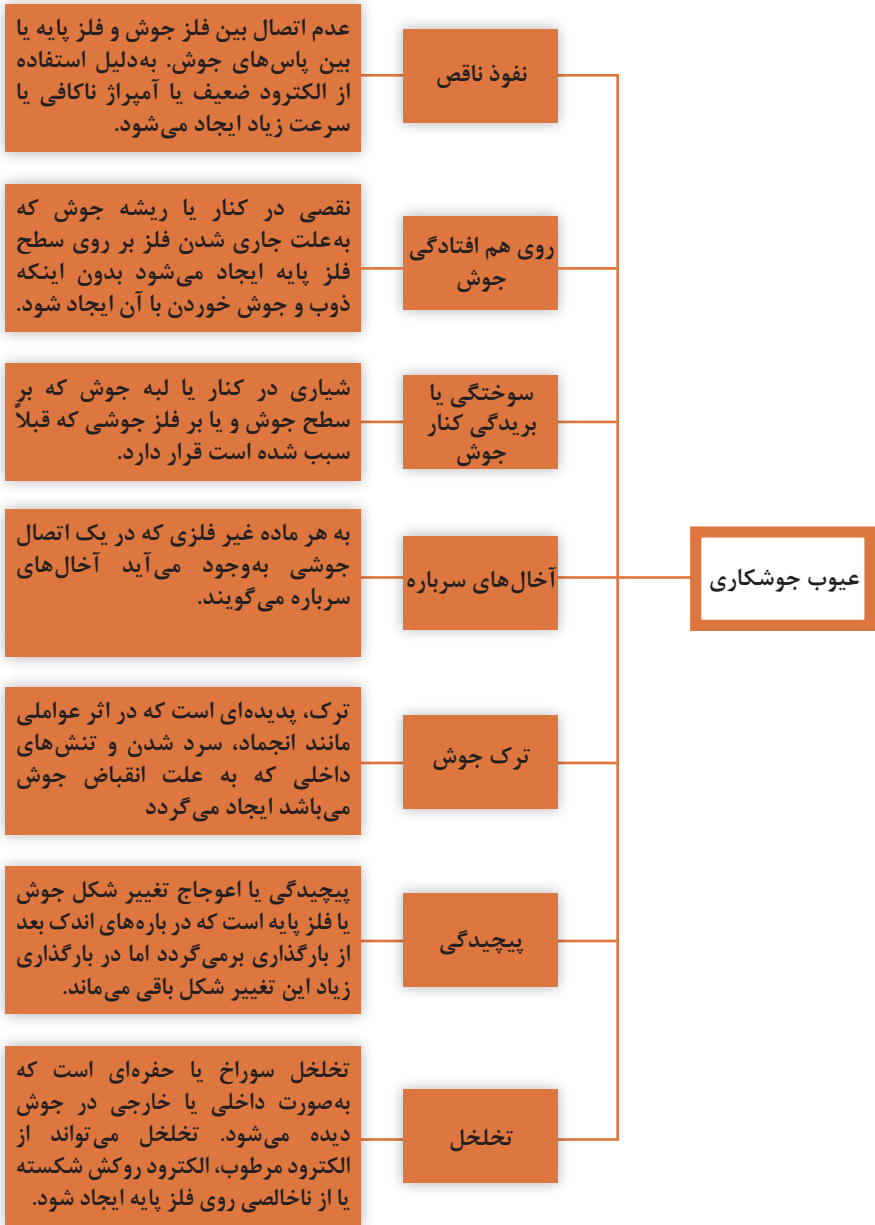 عیوب جوشکاری
نفوذ ناقص
عدم اتصال بین فلز جوش و فلز پایه یا
بین پاس‌های جوش. به‌دلیل استفاده
از الکترود ضعیف یا آمپراژ ناکافی یا
سرعت زیاد ایجاد می‌شود.
روی هم افتادگی
جوش
نقصی در کنار یا ریشه جوش که
به‌علت جاری شدن فلز بر روی سطح
فلز پایه ایجاد می‌شود بدون اینکه
ذوب و جوش خوردن با آن ایجاد شود.
سوختگی یا
بریدگی کنار
جوش
شیاری در کنار یا لبه جوش که بر
سطح جوش و یا بر فلز جوشی که قبلاً
سبب شده است قرار دارد.
آخال‌های سرباره
به هر ماده غیر فلزی که در یک اتصال
جوشی به‌وجود می‌آید آخال‌های
سرباره می‌گویند.
ترک جوش
ترک، پدیده‌ای است که در اثر عواملی
مانند انجماد، سرد شدن و تنش‌های
داخلی که به علت انقباض جوش
می‌باشد ایجاد می‌گردد
پیچیدگی
پیچیدگی یا اعوجاج تغییر شکل جوش
یا فلز پایه است که در باره‌های اندک بعد
از بارگذاری برمی‌گردد اما در بارگذاری
زیاد این تغییر شکل باقی می‌ماند.
تخلخل
تخلخل سوراخ یا حفره‌ای است که
به‌صورت داخلی یا خارجی در جوش
دیده می‌شود. تخلخل می‌تواند از
الکترود مرطوب، الکترود روکش شکسته
یا از ناخالصی روی فلز پایه ایجاد شود.